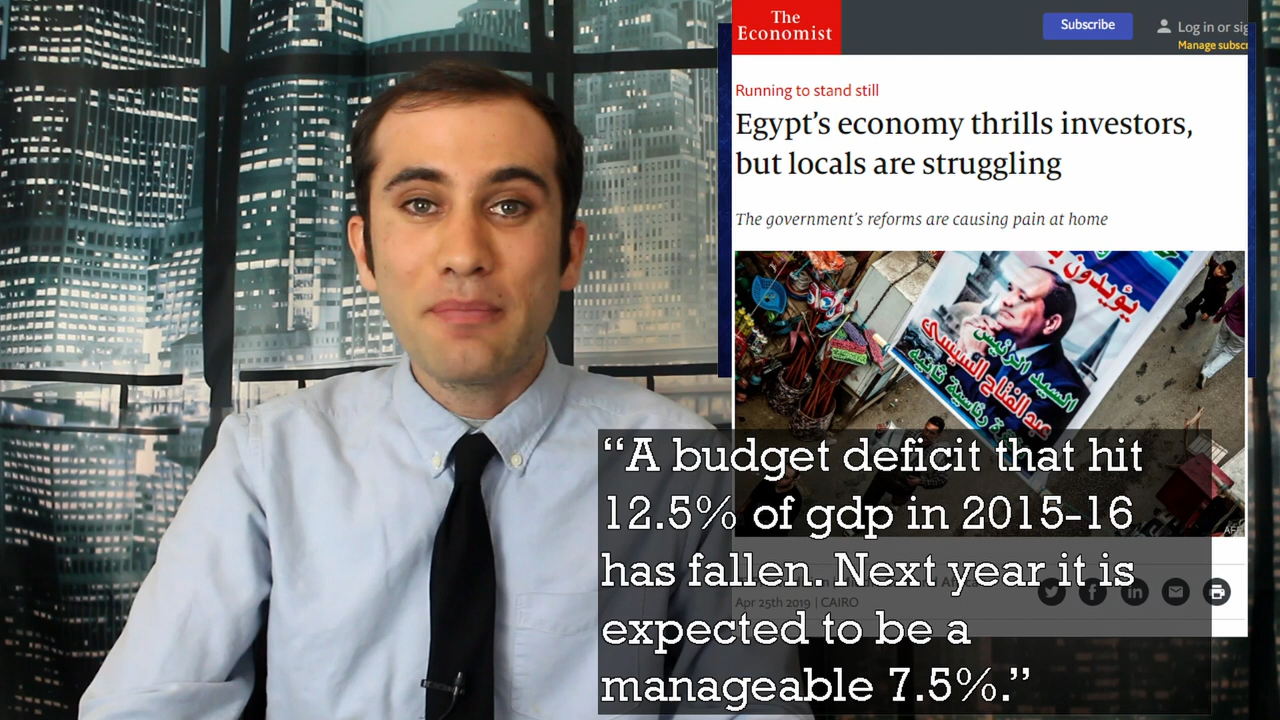 The
Economist
Subscribe
Log in or sig
Manage subscr
Running to stand still
Egypt's economy thrills investors,
but locals are struggling
The government's reforms are causing pain at home
يؤيدون
السيد الرئيس
عبد الفتاح السيسي
رئاسية ثانية
“A budget deficit that hit
12.5% of gdp in 2015-16
has fallen. Next year it is
expected to be a
manageable 7.5%.”
Apr 25th 2019 | CAIRO